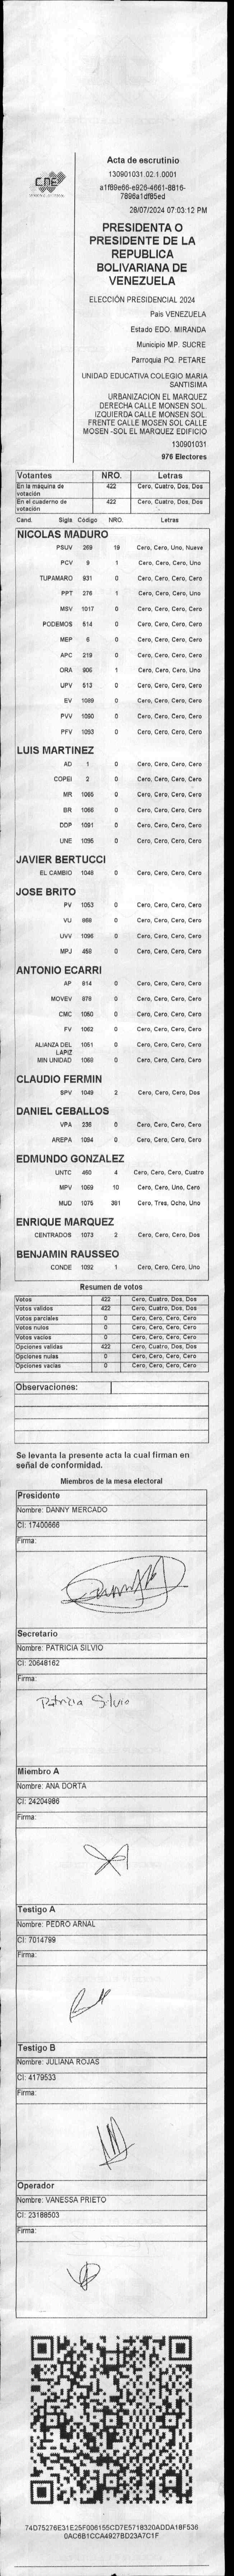 CNE
Acta de escrutinio
130901031.02.1.0001
a1f89e66-e926-4661-8816-
7896a1df85ed
28/07/2024 07:03:12 PM
PRESIDENTA O
PRESIDENTE DE LA
REPUBLICA
BOLIVARIANA DE
VENEZUELA
ELECCIÓN PRESIDENCIAL 2024
País VENEZUELA
Estado EDO. MIRANDA
Municipio MP. SUCRE
Parroquia PQ. PETARE
UNIDAD EDUCATIVA COLEGIO MARIA
SANTISIMA
URBANIZACIÓN EL MARQUEZ
DERECHA CALLE MONSEN SOL.
IZQUIERDA CALLE MONSEN SOL.
FRENTE CALLE MOSEN SOL CALLE
MOSEN -SOL EL MARQUEZ EDIFICIO
130901031
976 Electores
Votantes NRO. Letras
En la maquina de votación 422 Cero, Cuatro, Dos, Dos
En el cuaderno de votación 422 Cero, Cuatro, Dos, Dos
Cand. Sigla Código NRO. Letras
NICOLAS MADURO
PSUV 269 19 Cero, Cero, Uno, Nueve
PCV 9 1 Cero, Cero, Cero, Uno
TUPAMARO 931 0 Cero, Cero, Cero, Cero
PPT 276 1 Cero, Cero, Cero, Uno
MSV 1017 0 Cero, Cero, Cero, Cero
PODEMOS 514 0 Cero, Cero, Cero, Cero
MEP 6 0 Cero, Cero, Cero, Cero
APC 219 0 Cero, Cero, Cero, Cero
ORA 906 1 Cero, Cero, Cero, Uno
UPV 513 0 Cero, Cero, Cero, Cero
EV 1089 0 Cero, Cero, Cero, Cero
PVV 1090 0 Cero, Cero, Cero, Cero
PFV 1093 0 Cero, Cero, Cero, Cero
LUIS MARTINEZ
AD 1 0 Cero, Cero, Cero, Cero
COPEI 2 0 Cero, Cero, Cero, Cero
MR 1065 0 Cero, Cero, Cero, Cero
BR 1066 0 Cero, Cero, Cero, Cero
DDP 1091 0 Cero, Cero, Cero, Cero
UNE 1095 0 Cero, Cero, Cero, Cero
JAVIER BERTUCCI
EL CAMBIO 1048 0 Cero, Cero, Cero, Cero
JOSE BRITO
PV 1053 0 Cero, Cero, Cero, Cero
VU 868 0 Cero, Cero, Cero, Cero
UVV 1096 0 Cero, Cero, Cero, Cero
MPJ 459 0 Cero, Cero, Cero, Cero
ANTONIO ECARRI
AP 814 0 Cero, Cero, Cero, Cero
MOVEV 878 0 Cero, Cero, Cero, Cero
CMC 1050 0 Cero, Cero, Cero, Cero
FV 1062 0 Cero, Cero, Cero, Cero
ALIANZA DEL LAPIZ 1051 0 Cero, Cero, Cero, Cero
MIN UNIDAD 1068 0 Cero, Cero, Cero, Cero
CLAUDIO FERMIN
SPV 1049 2 Cero, Cero, Cero, Dos
DANIEL CEBALLOS
VPA 236 0 Cero, Cero, Cero, Cero
AREPA 1094 0 Cero, Cero, Cero, Cero
EDMUNDO GONZALEZ
UNTC 450 4 Cero, Cero, Cero, Cuatro
MPV 1069 10 Cero, Cero, Uno, Cero
MUD 1075 381 Cero, Tres, Ocho, Uno
ENRIQUE MARQUEZ
CENTRADOS 1073 2 Cero, Cero, Cero, Dos
BENJAMIN RAUSSEO
CONDE 1092 1 Cero, Cero, Cero, Uno
Resumen de votos
Votos 422 Cero, Cuatro, Dos, Dos
Votos validos 422 Cero, Cuatro, Dos, Dos
Votos parciales 0 Cero, Cero, Cero, Cero
Votos nulos 0 Cero, Cero, Cero, Cero
Votos vacios 0 Cero, Cero, Cero, Cero
Opciones validas 422 Cero, Cuatro, Dos, Dos
Opciones nulas 0 Cero, Cero, Cero, Cero
Opciones vacias 0 Cero, Cero, Cero, Cero
Observaciones:
Se levanta la presente acta la cual firman en
señal de conformidad.
Miembros de la mesa electoral
Presidente
Nombre: DANNY MERCADO
CI: 17400666
Firma:
Secretario
Nombre: PATRICIA SILVIO
CI: 20648162
Firma:
Patricia Silvio
Miembro A
Nombre: ANA DORTA
CI: 24204986
Firma:
Testigo A
Nombre: PEDRO ARNAL
CI: 7014799
Firma:
Testigo B
Nombre: JULIANA ROJAS
CI: 4179533
Firma:
Operador
Nombre: VANESSA PRIETO
CI: 23188503
Firma:
74D75276E31E25F006155CD7E5718320ADDA18F536
0AC6B1CCA4927BD23A7C1F